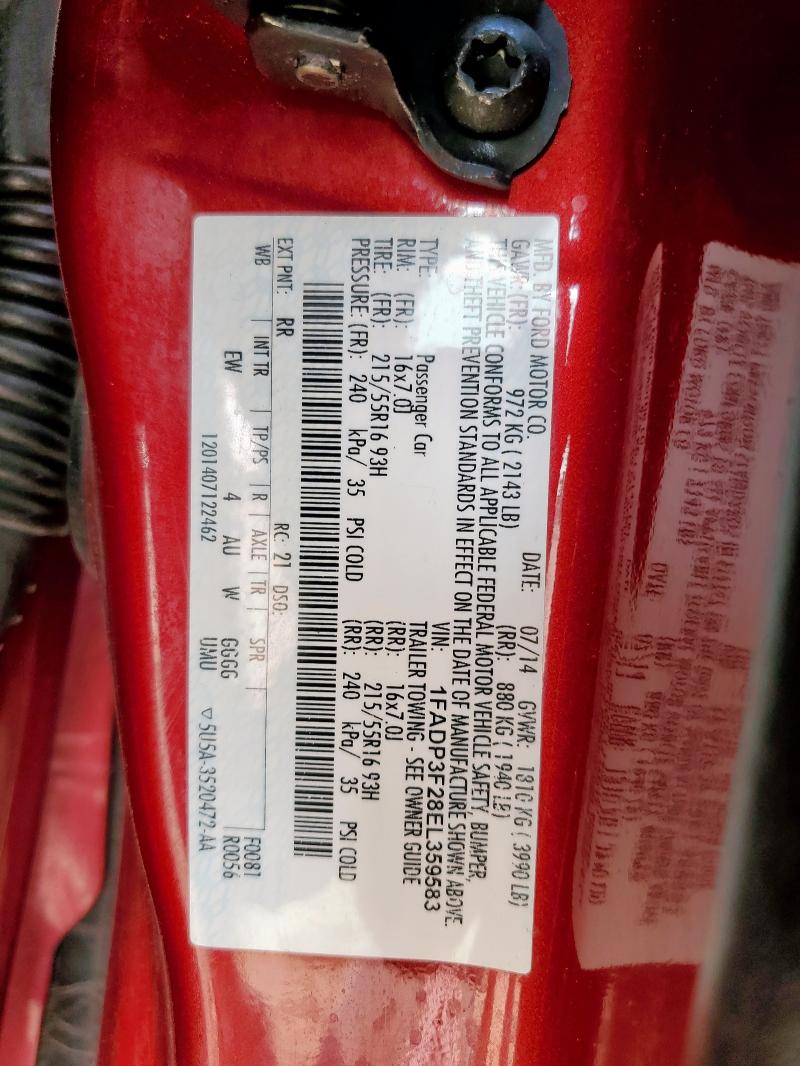 MFD. BY FORD MOTOR CO.
DATE: 07/14 GVWR: 1810 KG ( 3990 LB)
GAWR: (FR): 972 KG ( 2143 LB) (RR): 880 KG ( 1940 LB)
THIS VEHICLE CONFORMS TO ALL APPLICABLE FEDERAL MOTOR VEHICLE SAFETY, BUMPER,
AND THEFT PREVENTION STANDARDS IN EFFECT ON THE DATE OF MANUFACTURE SHOWN ABOVE.
VIN: 1FADP3F28EL359583
TYPE: Passenger Car TRAILER TOWING - SEE OWNER GUIDE
RIM: (FR): 16x7.0J (RR): 16x7.0J
TIRE: (FR): 215/55R16 93H (RR): 215/55R16 93H
PRESSURE: (FR): 240 kPa/ 35 PSI COLD (RR): 240 kPa/ 35 PSI COLD
EXT PNT: RR RC: 21 DSO:
WB | INT TR | TP/PS | R | AXLE | TR | SPR
EW 4 AU W GGGG
F0081
R0056
1201407122462 UMU ▽5U5A-3520472-AA